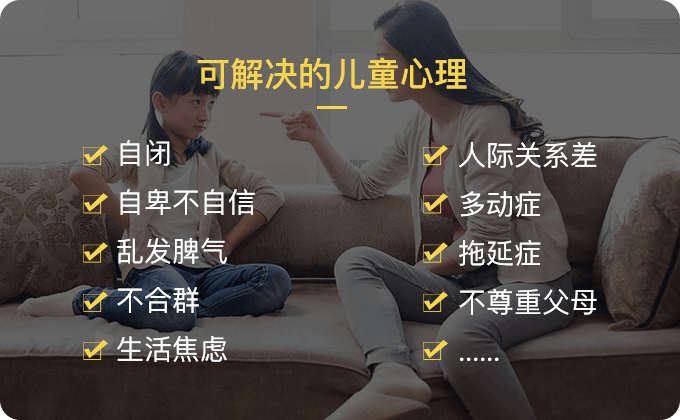 可解决的儿童心理
自闭
自卑不自信
乱发脾气
不合群
生活焦虑
人际关系差
多动症
拖延症
不尊重父母
......